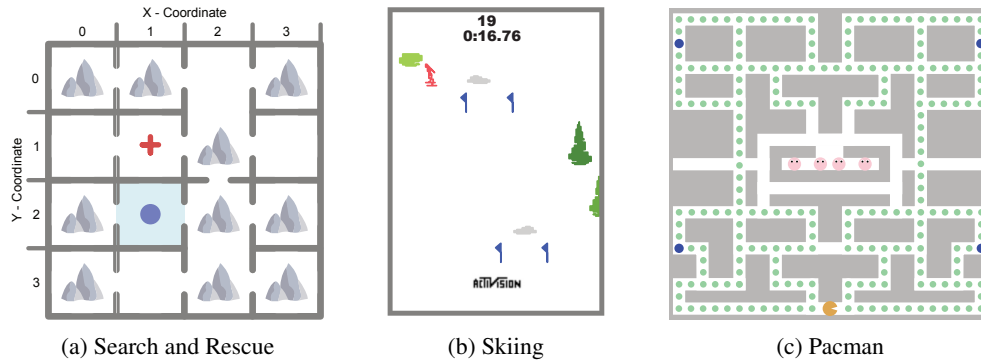 X - Coordinate
0 1 2 3
Y - Coordinate
0
1
2
3
19
0:16.76
ACTIVISION
(a) Search and Rescue
(b) Skiing
(c) Pacman